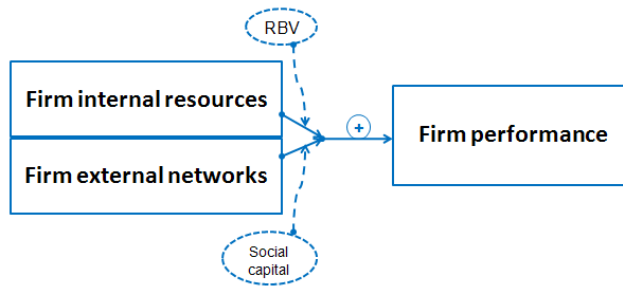 RBV
Firm internal resources
Firm external networks
+
Firm performance
Social
capital